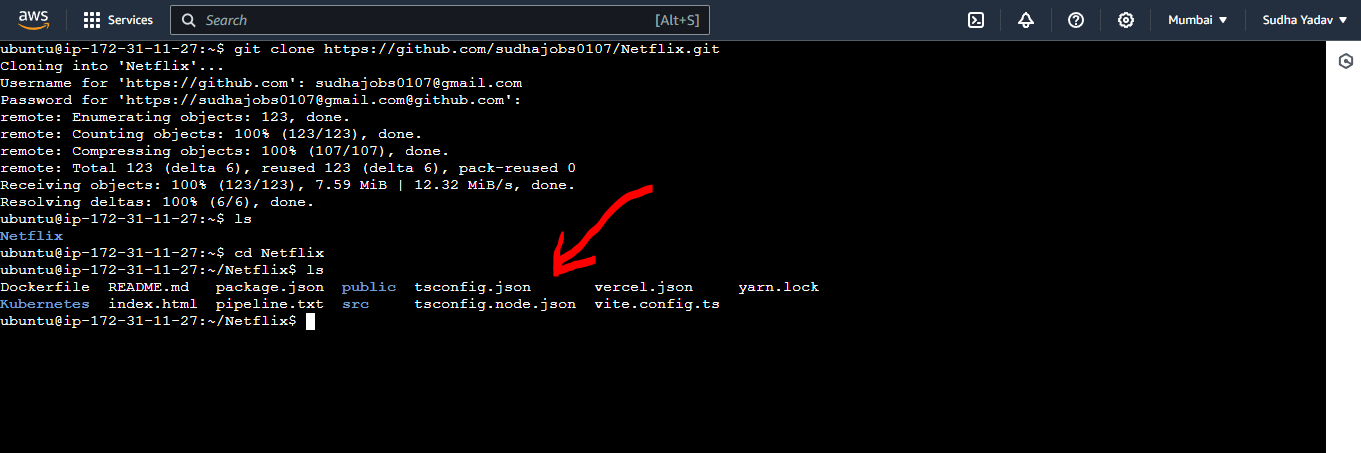 aws Services Search [Alt+S] Mumbai Sudha Yadav
ubuntu@ip-172-31-11-27:~$ git clone https://github.com/sudhajobs0107/Netflix.git
Cloning into 'Netflix'...
Username for 'https://github.com': sudhajobs0107@gmail.com
Password for 'https://sudhajobs0107@gmail.com@github.com':
remote: Enumerating objects: 123, done.
remote: Counting objects: 100% (123/123), done.
remote: Compressing objects: 100% (107/107), done.
remote: Total 123 (delta 6), reused 123 (delta 6), pack-reused 0
Receiving objects: 100% (123/123), 7.59 MiB | 12.32 MiB/s, done.
Resolving deltas: 100% (6/6), done.
ubuntu@ip-172-31-11-27:~$ ls
Netflix
ubuntu@ip-172-31-11-27:~$ cd Netflix
ubuntu@ip-172-31-11-27:~/Netflix$ ls
Dockerfile README.md package.json public tsconfig.json vercel.json yarn.lock
Kubernetes index.html pipeline.txt src tsconfig.node.json vite.config.ts
ubuntu@ip-172-31-11-27:~/Netflix$